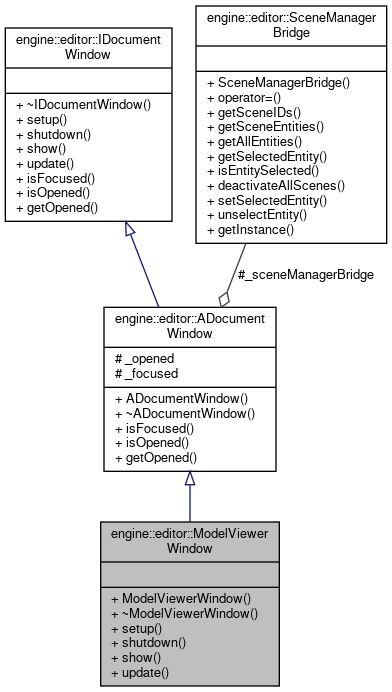 engine::editor::IDocument
Window
+ ~IDocumentWindow()
+ setup()
+ shutdown()
+ show()
+ update()
+ isFocused()
+ isOpened()
+ getOpened()
engine::editor::SceneManager
Bridge
+ SceneManagerBridge()
+ operator=()
+ getSceneIDs()
+ getSceneEntities()
+ getAllEntities()
+ getSelectedEntity()
+ isEntitySelected()
+ deactivateAllScenes()
+ setSelectedEntity()
+ unselectEntity()
+ getInstance()
#_sceneManagerBridge
engine::editor::ADocument
Window
# _opened
# _focused
+ ADocumentWindow()
+ ~ADocumentWindow()
+ isFocused()
+ isOpened()
+ getOpened()
engine::editor::ModelViewer
Window
+ ModelViewerWindow()
+ ~ModelViewerWindow()
+ setup()
+ shutdown()
+ show()
+ update()